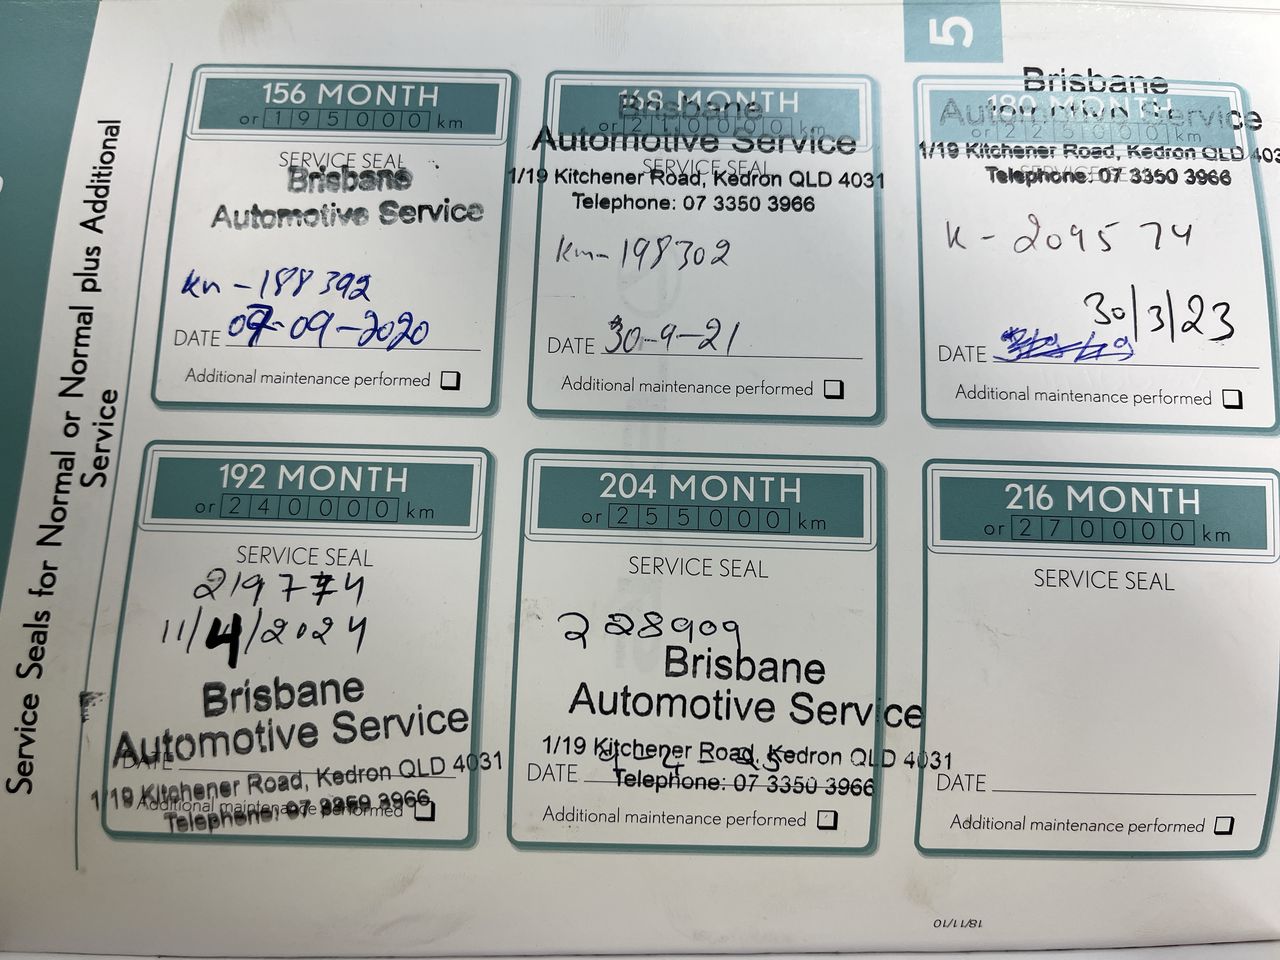 5
Service Seals for Normal or Normal plus Additional
Service
156 MONTH
or 195000 km
SERVICE SEAL
Brisbane
Automotive Service
km - 188392
07-09-2020
DATE
Additional maintenance performed
168 MONTH
or 210000 km
SERVICE SEAL
Brisbane
Automotive Service
1/19 Kitchener Road, Kedron QLD 4031
Telephone: 07 3350 3966
km- 198302
DATE 30-9-21
Additional maintenance performed
180 MONTH
or 225000 km
Brisbane
Automotive Service
1/19 Kitchener Road, Kedron QLD 403
Telephone: 07 3350 3966
K - 209574
30/3/23
DATE
Additional maintenance performed
192 MONTH
or 240000 km
SERVICE SEAL
219774
11/4/2024
Brisbane
Automotive Service
1/19 Kitchener Road, Kedron QLD 4031
Telephone: 07 3350 3966
DATE
Additional maintenance performed
204 MONTH
or 255000 km
SERVICE SEAL
228909
Brisbane
Automotive Service
1/19 Kitchener Road, Kedron QLD 4031
Telephone: 07 3350 3966
DATE
Additional maintenance performed
216 MONTH
or 270000 km
SERVICE SEAL
DATE
Additional maintenance performed
18/11/10